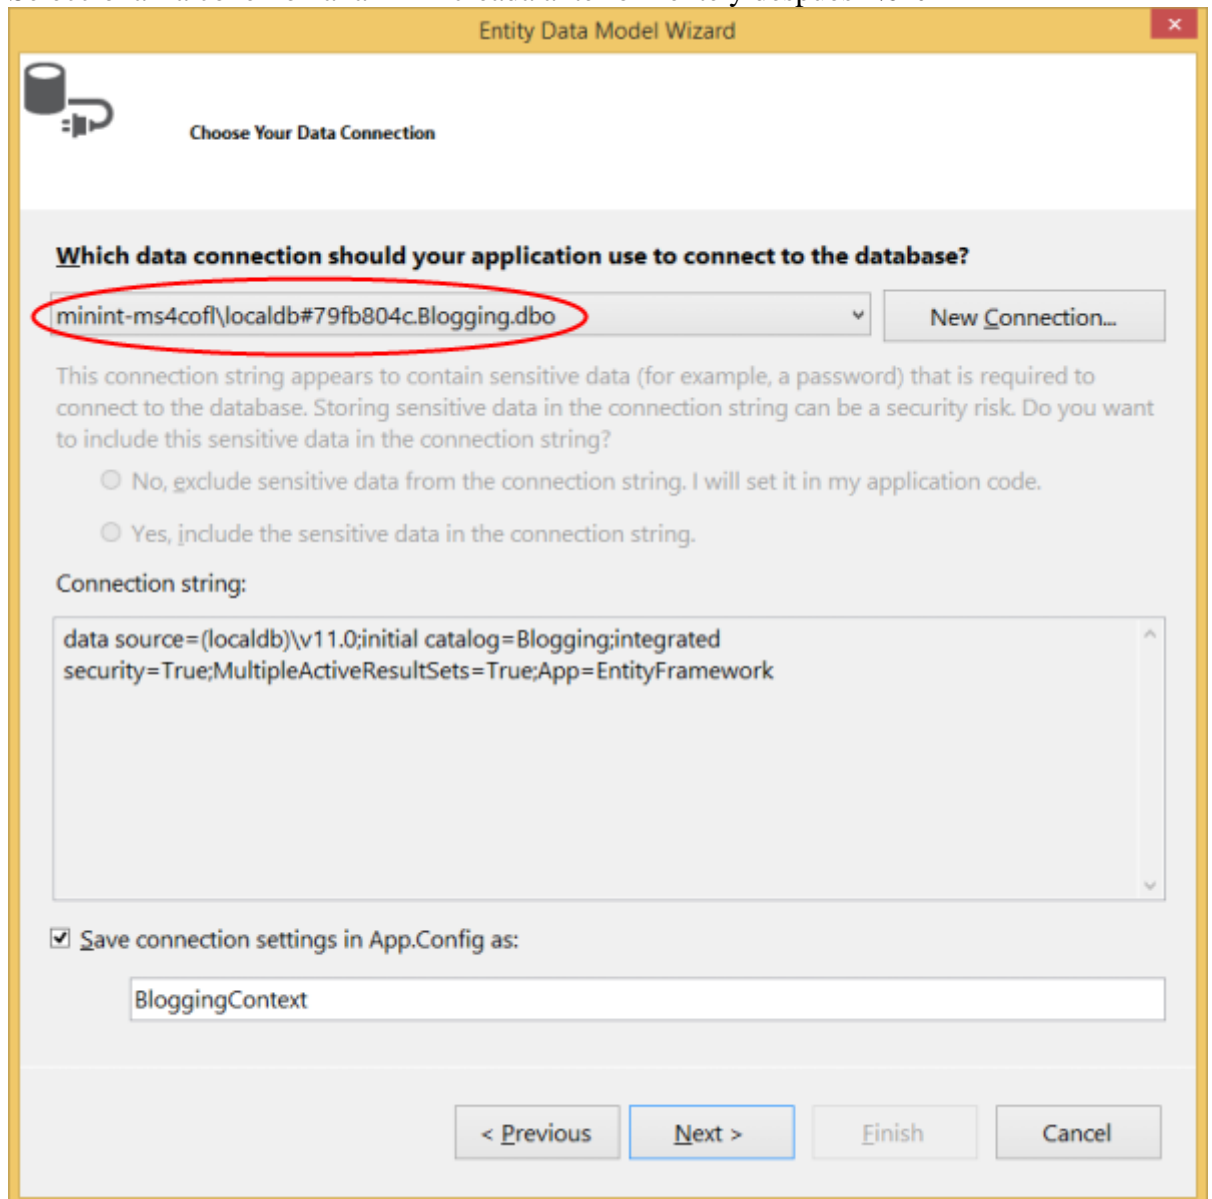 Entity Data Model Wizard
Choose Your Data Connection
Which data connection should your application use to connect to the database?
minint-ms4cofl\localdb#79fb804c.Blogging.dbo
New Connection...
This connection string appears to contain sensitive data (for example, a password) that is required to
connect to the database. Storing sensitive data in the connection string can be a security risk. Do you want
to include this sensitive data in the connection string?
No, exclude sensitive data from the connection string. I will set it in my application code.
Yes, include the sensitive data in the connection string.
Connection string:
data source=(localdb)\v11.0;initial catalog=Blogging;integrated
security=True;MultipleActiveResultSets=True;App=EntityFramework
Save connection settings in App.Config as:
BloggingContext
< Previous
Next >
Finish
Cancel